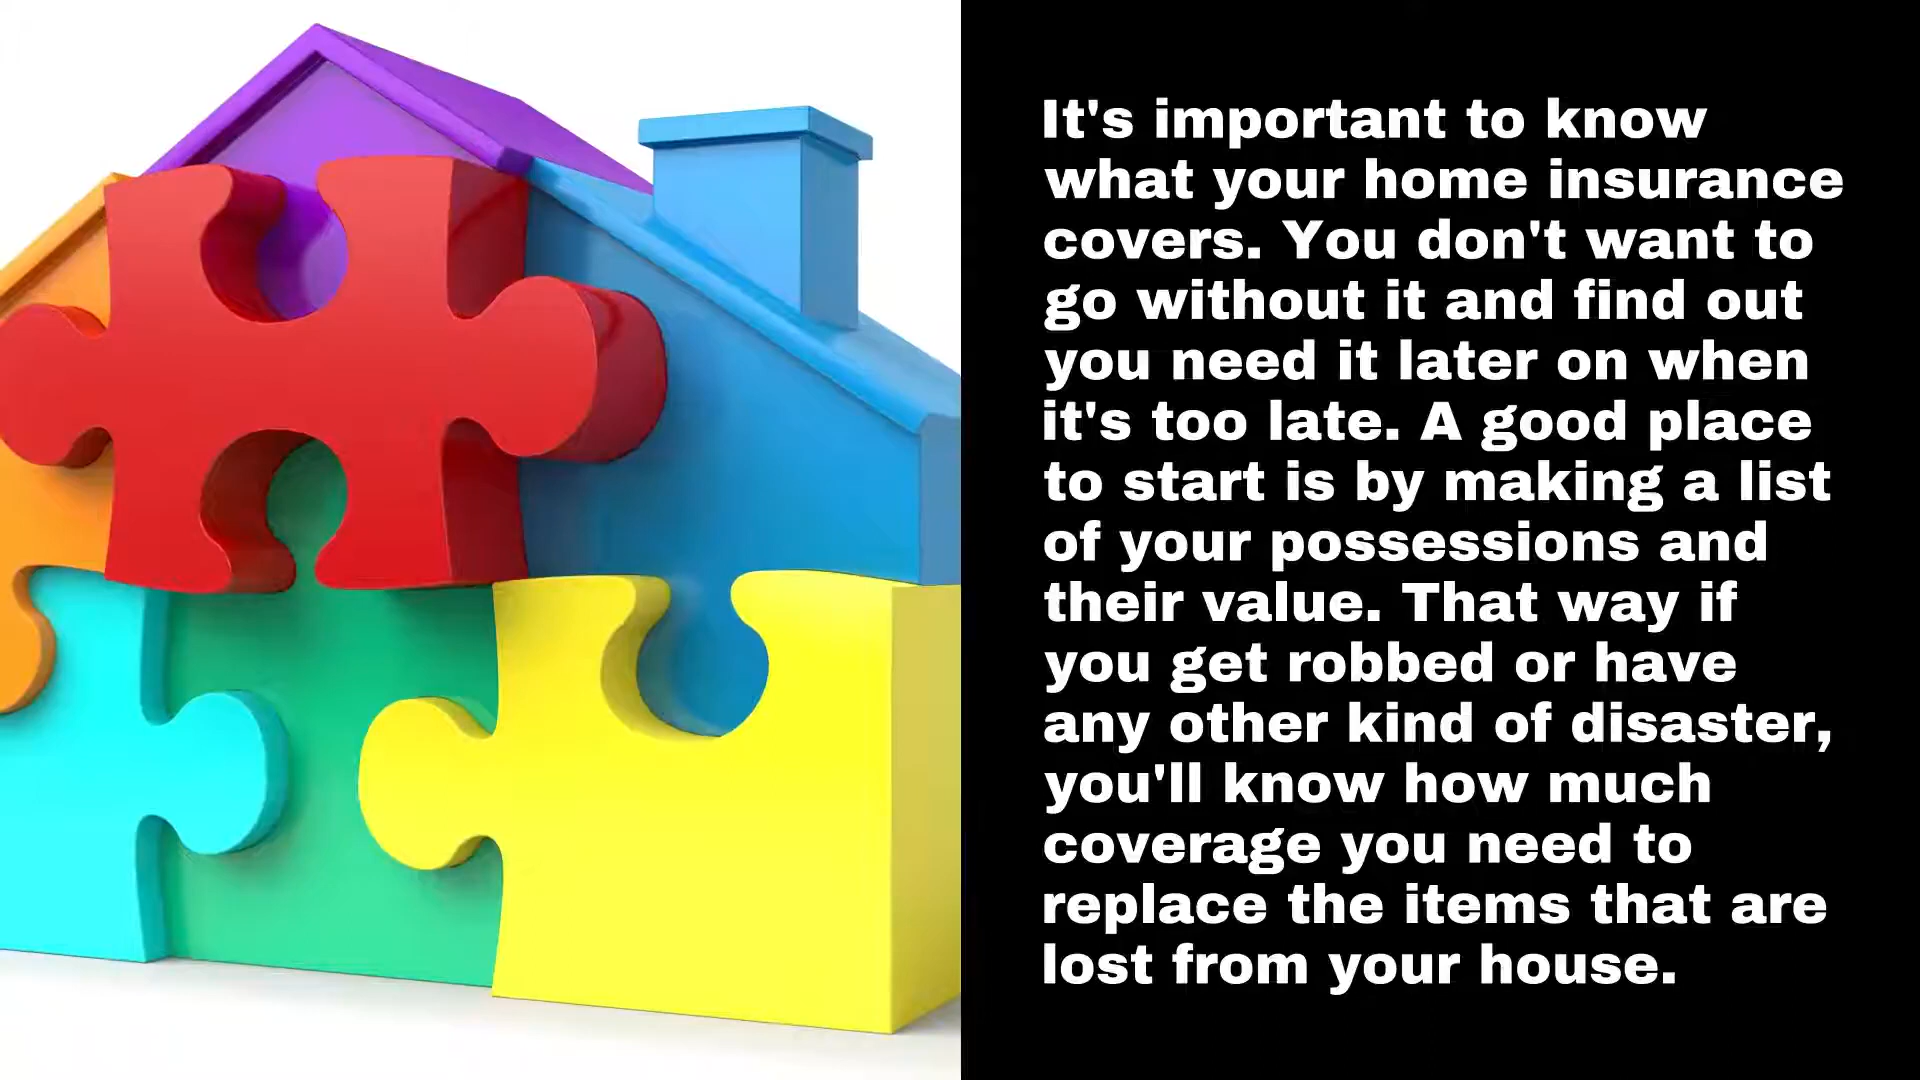 It's important to know
what your home insurance
covers. You don't want to
go without it and find out
you need it later on when
it's too late. A good place
to start is by making a list
of your possessions and
their value. That way if
you get robbed or have
any other kind of disaster,
you'll know how much
coverage you need to
replace the items that are
lost from your house.